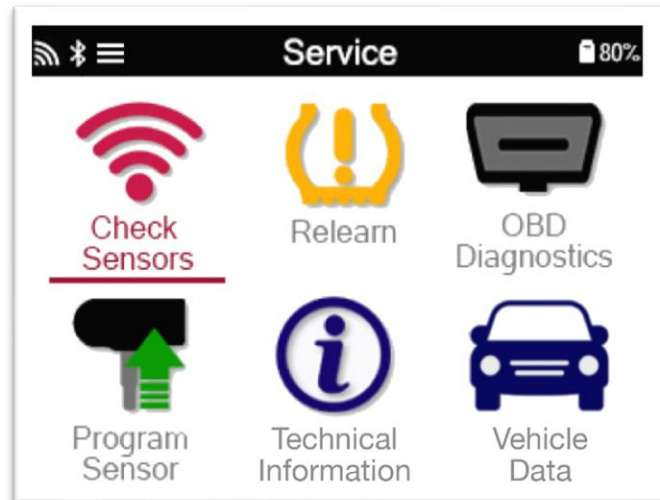 Service
80%
Check
Sensors
Relearn
OBD
Diagnostics
Program
Sensor
Technical
Information
Vehicle
Data